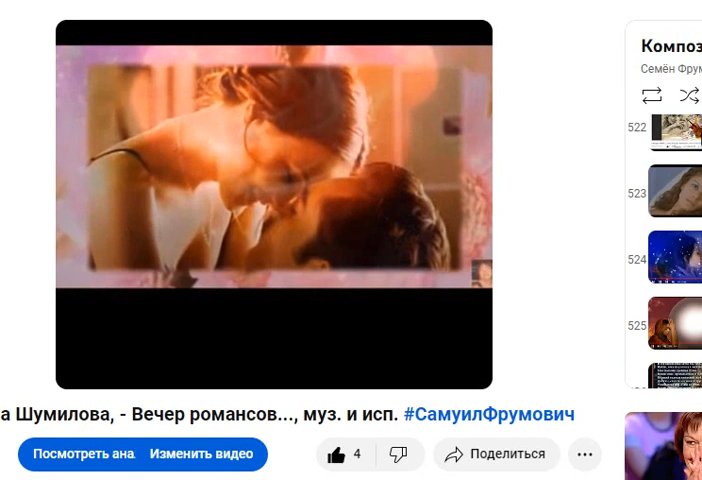 Композ
Семён Фрум
522
523
524
525
а Шумилова, - Вечер романсов..., муз. и исп. #СамуилФрумович
Посмотреть ана Изменить видео
4
Поделиться